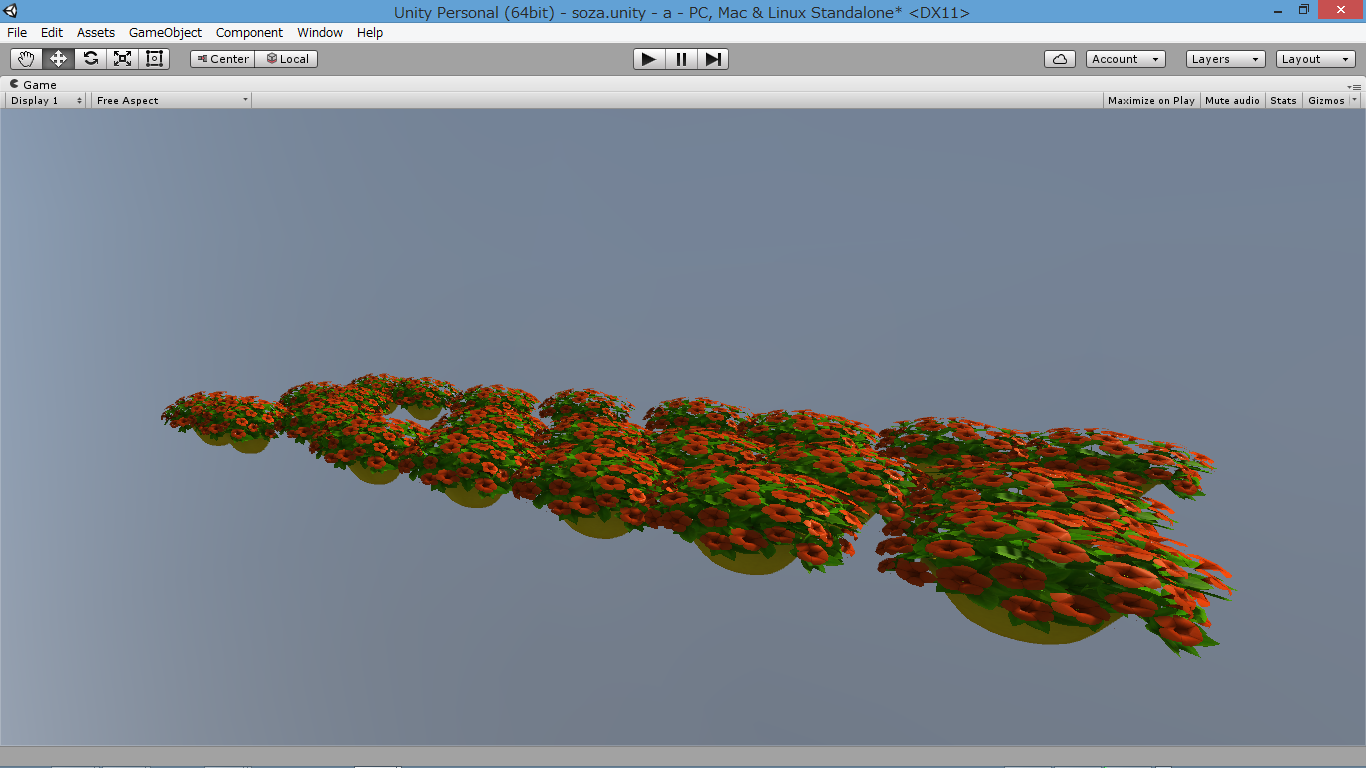 Unity Personal (64bit) - soza.unity - a - PC, Mac & Linux Standalone* <DX11>
File Edit Assets GameObject Component Window Help
Center Local Account Layers Layout
Game
Display 1 Free Aspect Maximize on Play Mute audio Stats Gizmos